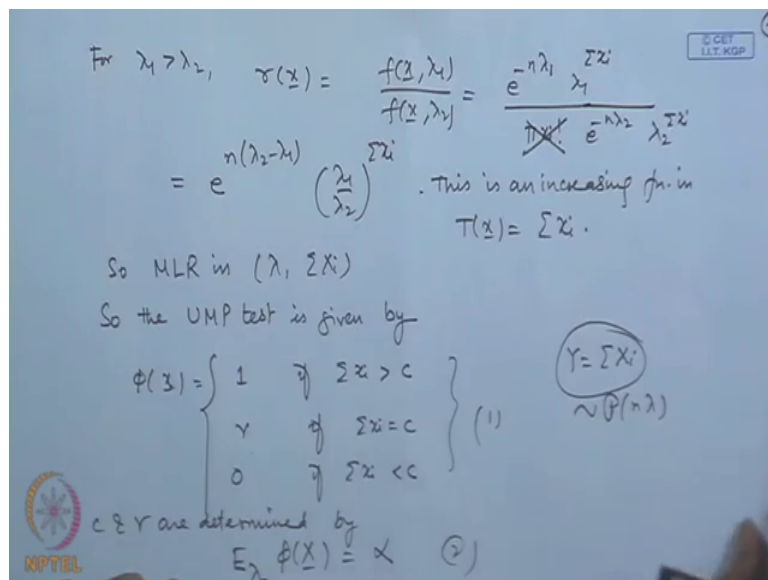 © CET
I.I.T. KGP
For λ₁ > λ₂, r(x̲) = f(x̲, λ₁) / f(x̲, λ₂) = e^{-nλ₁} λ₁^{Σxi} / e^{-nλ₂} λ₂^{Σxi}
= e^{n(λ₂-λ₁)} (λ₁/λ₂)^{Σxi} . This is an increasing fn. in
T(x̲) = Σxi.
So MLR in (λ, ΣXi)
So the UMP test is given by
ϕ(x̲) = { 1 if Σxi > c
γ if Σxi = c } (1)
0 if Σxi < c
Y = ΣXi
~ P(nλ)
c & γ are determined by
E_λ ϕ(X̲) = α (2)
NPTEL